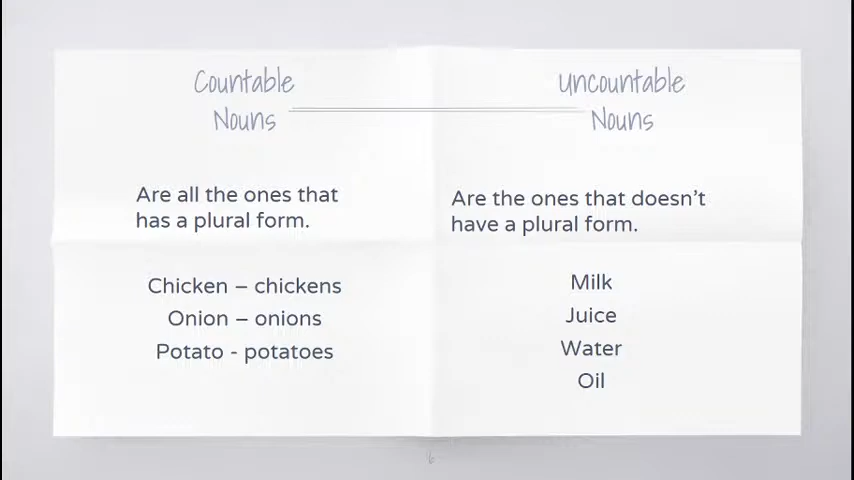 Countable
Nouns
Are all the ones that
has a plural form.
Chicken – chickens
Onion – onions
Potato - potatoes
Uncountable
Nouns
Are the ones that doesn't
have a plural form.
Milk
Juice
Water
Oil
6